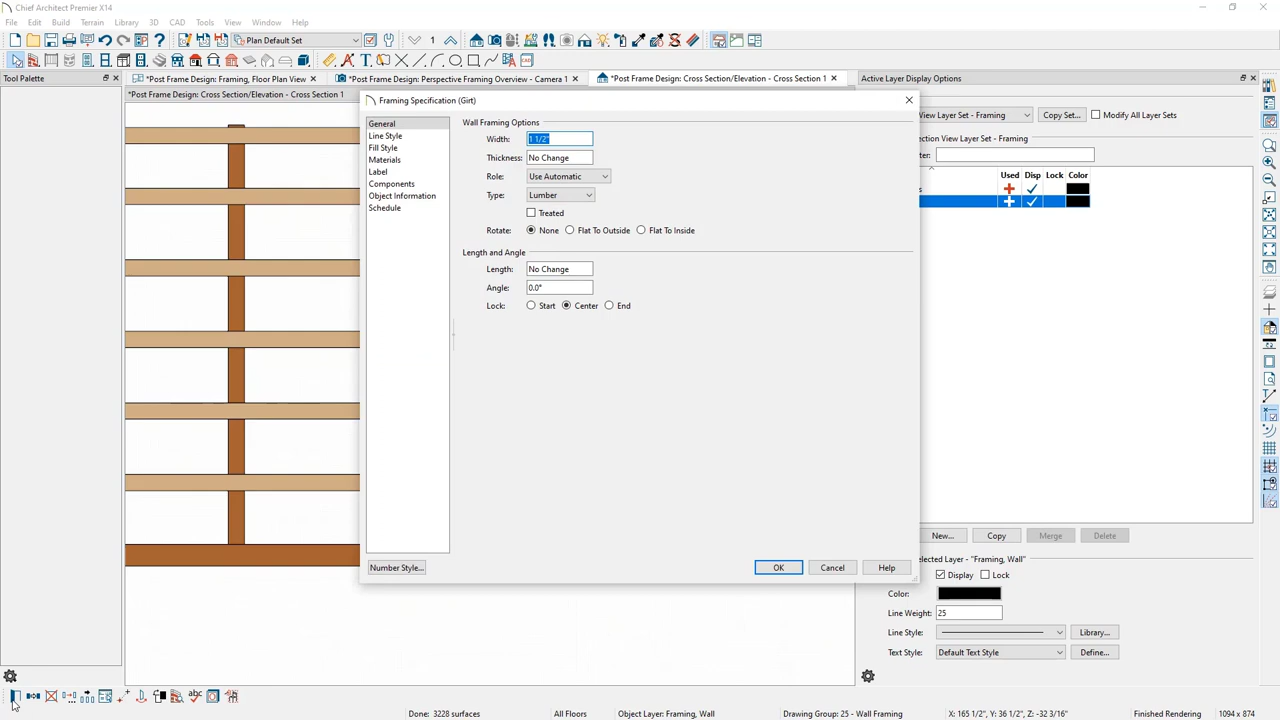 Chief Architect Premier X14
File Edit Build Terrain Library 3D CAD Tools View Window Help
Plan Default Set 1
Tool Palette
*Post Frame Design: Framing, Floor Plan View *Post Frame Design: Perspective Framing Overview - Camera 1 *Post Frame Design: Cross Section/Elevation - Cross Section 1
*Post Frame Design: Cross Section/Elevation - Cross Section 1
Active Layer Display Options
View Layer Set - Framing Copy Set... Modify All Layer Sets
ection View Layer Set - Framing
ter:
Used Disp Lock Color
s
Framing Specification (Girt)
General
Line Style
Fill Style
Materials
Label
Components
Object Information
Schedule
Wall Framing Options
Width: 1 1/2"
Thickness: No Change
Role: Use Automatic
Type: Lumber
Treated
Rotate: None Flat To Outside Flat To Inside
Length and Angle
Length: No Change
Angle: 0.0°
Lock: Start Center End
Number Style... OK Cancel Help
New... Copy Merge Delete
elected Layer - "Framing, Wall"
Display Lock
Color:
Line Weight: 25
Line Style: Library...
Text Style: Default Text Style Define...
abc
Done: 3228 surfaces All Floors Object Layer: Framing, Wall Drawing Group: 25 - Wall Framing X: 165 1/2", Y: 36 1/2", Z: -32 3/16" Finished Rendering 1094 x 874